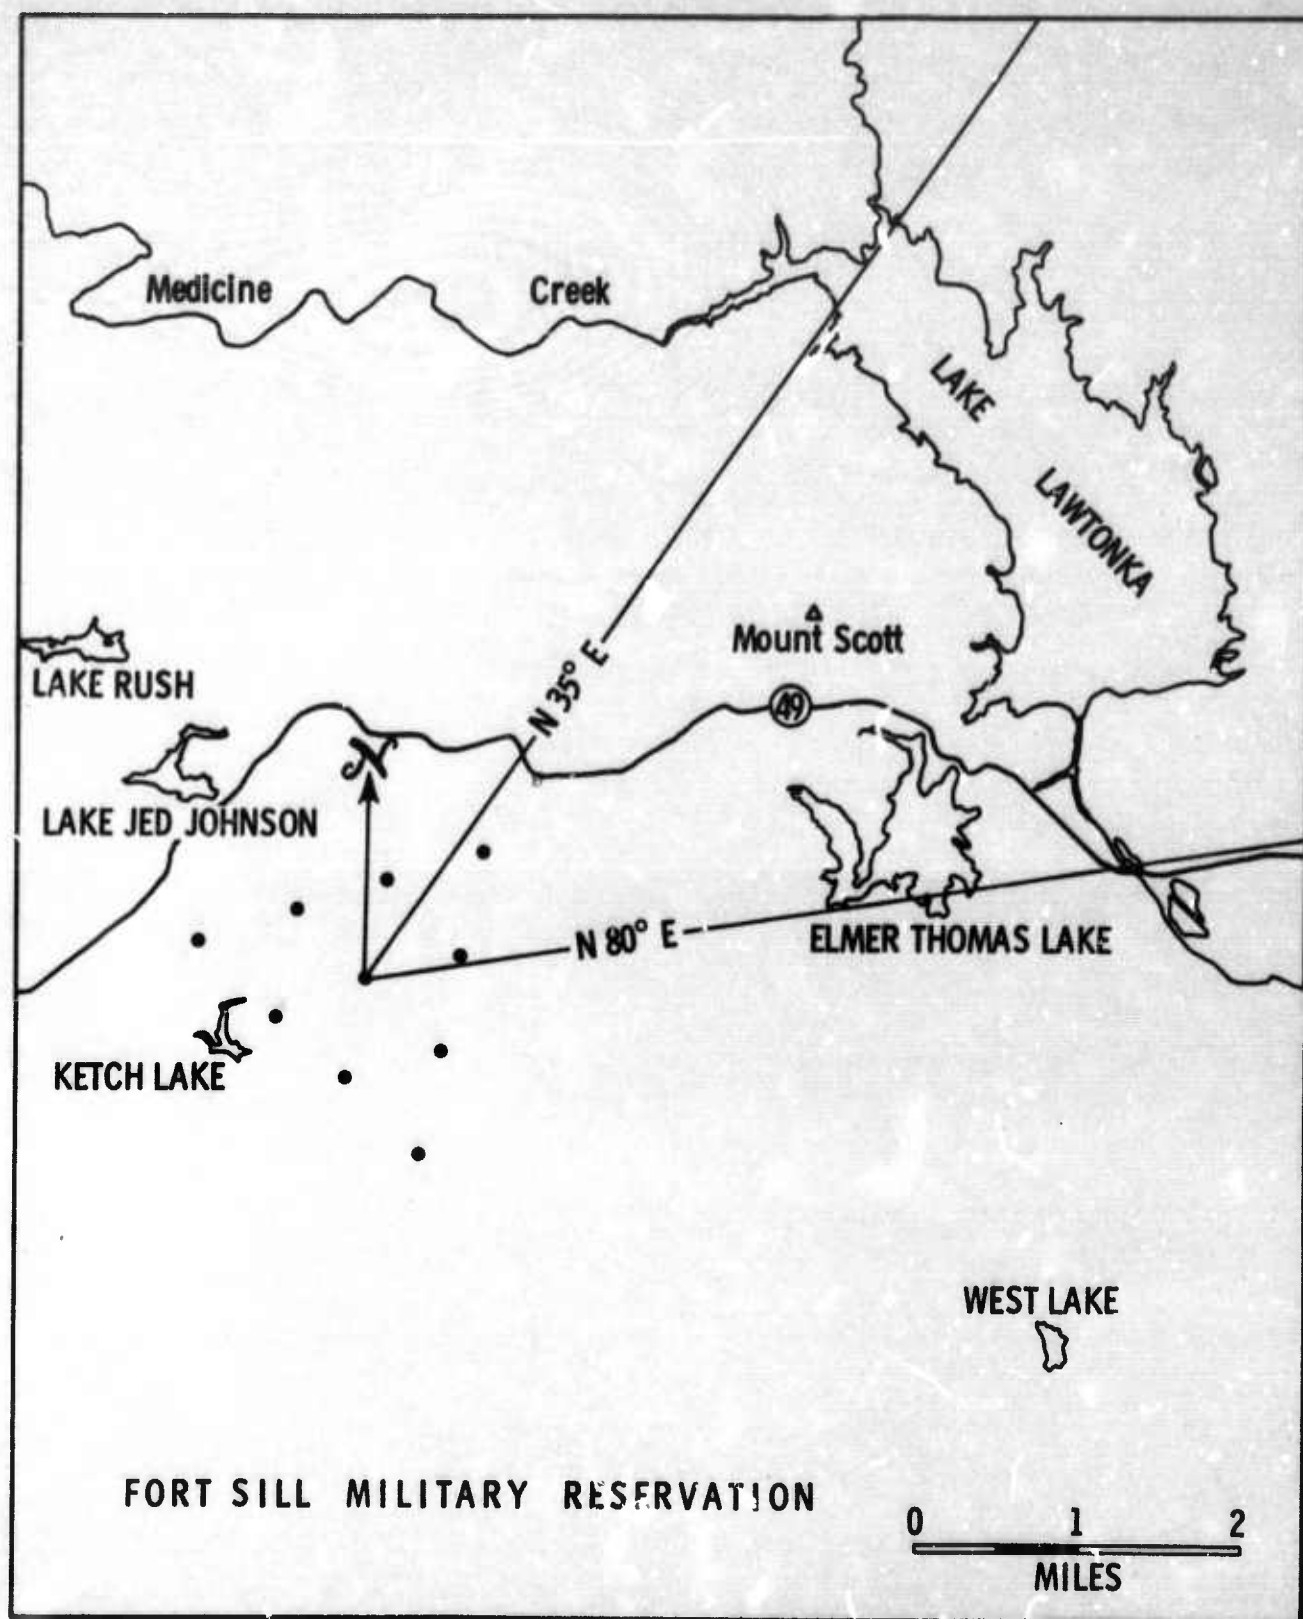 Medicine Creek
LAKE
LAWTONKA
Mount Scott
N 35° E
LAKE RUSH
49
N
LAKE JED JOHNSON
N 80° E
ELMER THOMAS LAKE
KETCH LAKE
WEST LAKE
FORT SILL MILITARY RESERVATION
0 1 2
MILES